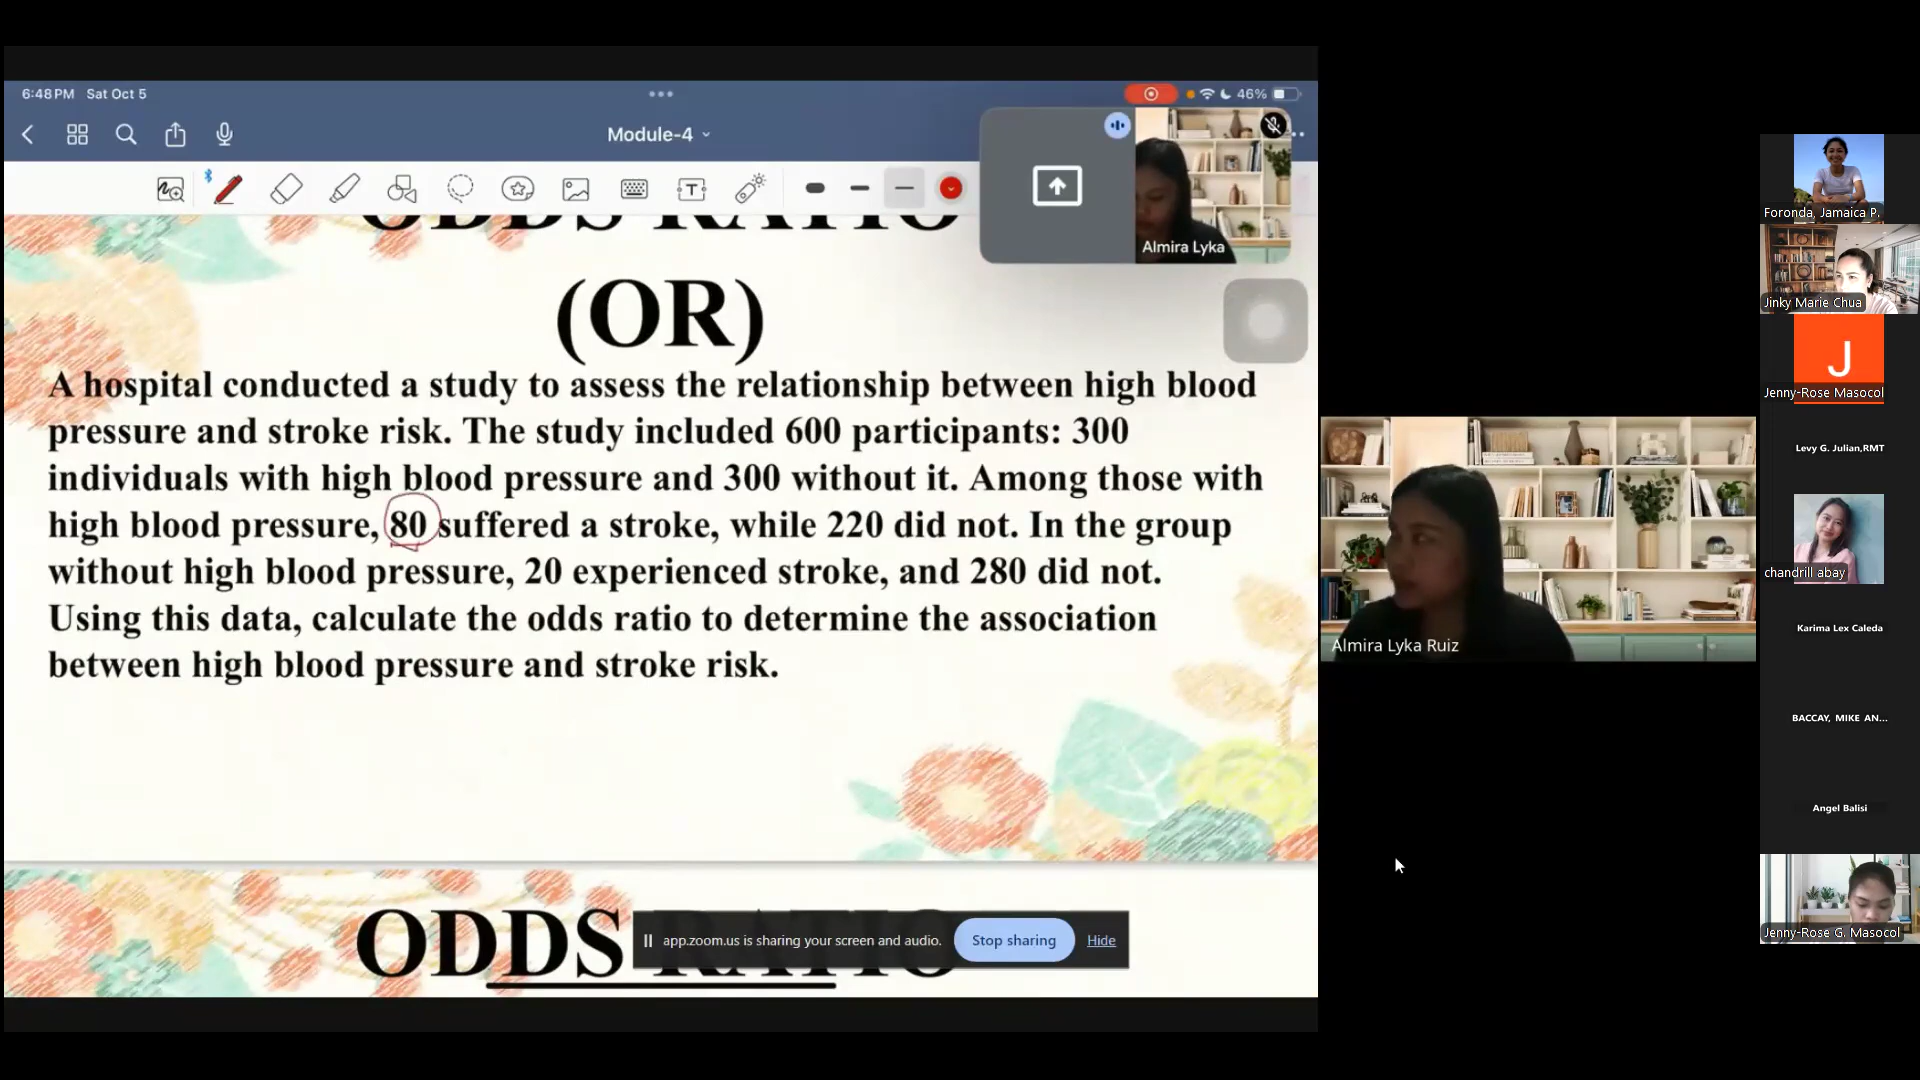 6:48 PM Sat Oct 5
46%
Module-4
T
Almira Lyka
ODDS RATIO
(OR)
A hospital conducted a study to assess the relationship between high blood
pressure and stroke risk. The study included 600 participants: 300
individuals with high blood pressure and 300 without it. Among those with
high blood pressure, 80 suffered a stroke, while 220 did not. In the group
without high blood pressure, 20 experienced stroke, and 280 did not.
Using this data, calculate the odds ratio to determine the association
between high blood pressure and stroke risk.
ODDS RATIO
app.zoom.us is sharing your screen and audio.
Stop sharing
Hide
Almira Lyka Ruiz
Foronda, Jamaica P.
Jinky Marie Chua
J
Jenny-Rose Masocol
Levy G. Julian,RMT
chandrill abay
Karima Lex Caleda
BACCAY, MIKE AN...
Angel Balisi
Jenny-Rose G. Masocol